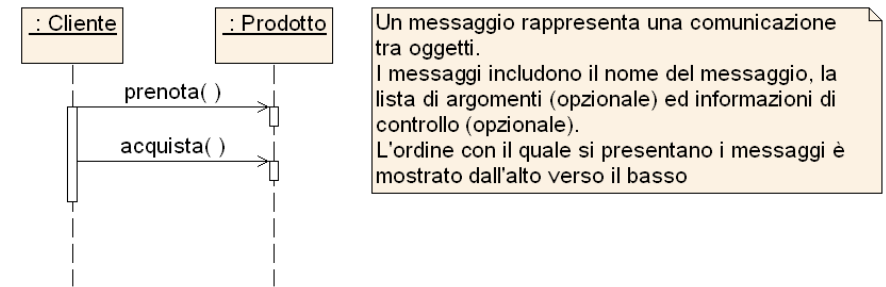 : Cliente
: Prodotto
prenota( )
acquista( )
Un messaggio rappresenta una comunicazione
tra oggetti.
I messaggi includono il nome del messaggio, la
lista di argomenti (opzionale) ed informazioni di
controllo (opzionale).
L'ordine con il quale si presentano i messaggi è
mostrato dall'alto verso il basso